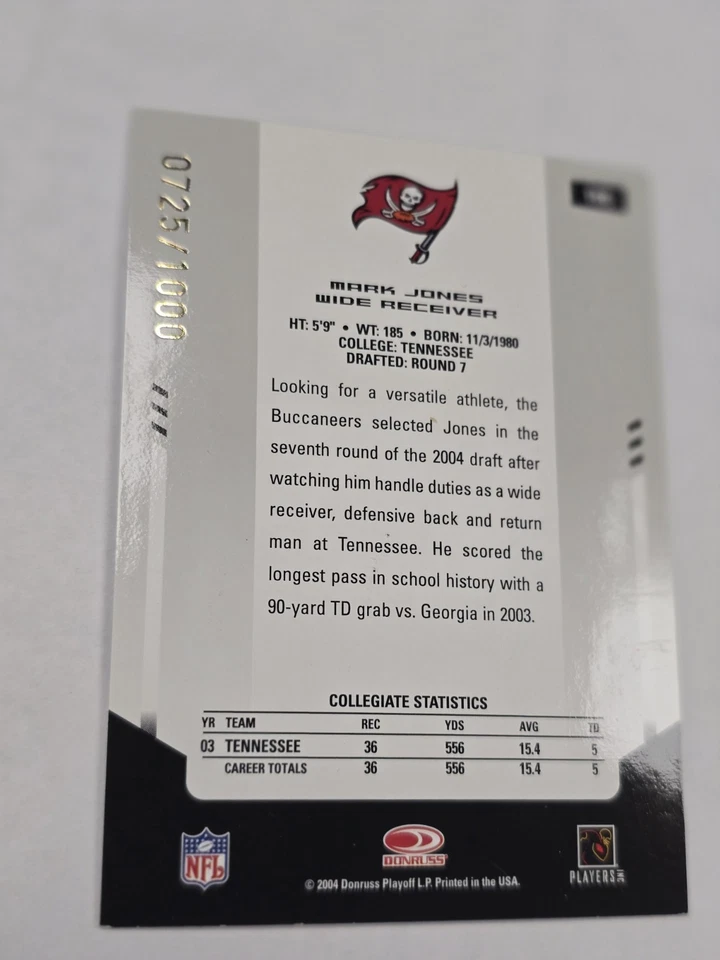 0725/1000
MARK JONES
WIDE RECEIVER
HT: 5'9" • WT: 185 • BORN: 11/3/1980
COLLEGE: TENNESSEE
DRAFTED: ROUND 7
Looking for a versatile athlete, the
Buccaneers selected Jones in the
seventh round of the 2004 draft after
watching him handle duties as a wide
receiver, defensive back and return
man at Tennessee. He scored the
longest pass in school history with a
90-yard TD grab vs. Georgia in 2003.
COLLEGIATE STATISTICS
YR TEAM REC YDS AVG TD
03 TENNESSEE 36 556 15.4 5
CAREER TOTALS 36 556 15.4 5
NFL
DONRUSS
PLAYERS INC
© 2004 Donruss Playoff L.P. Printed in the USA.